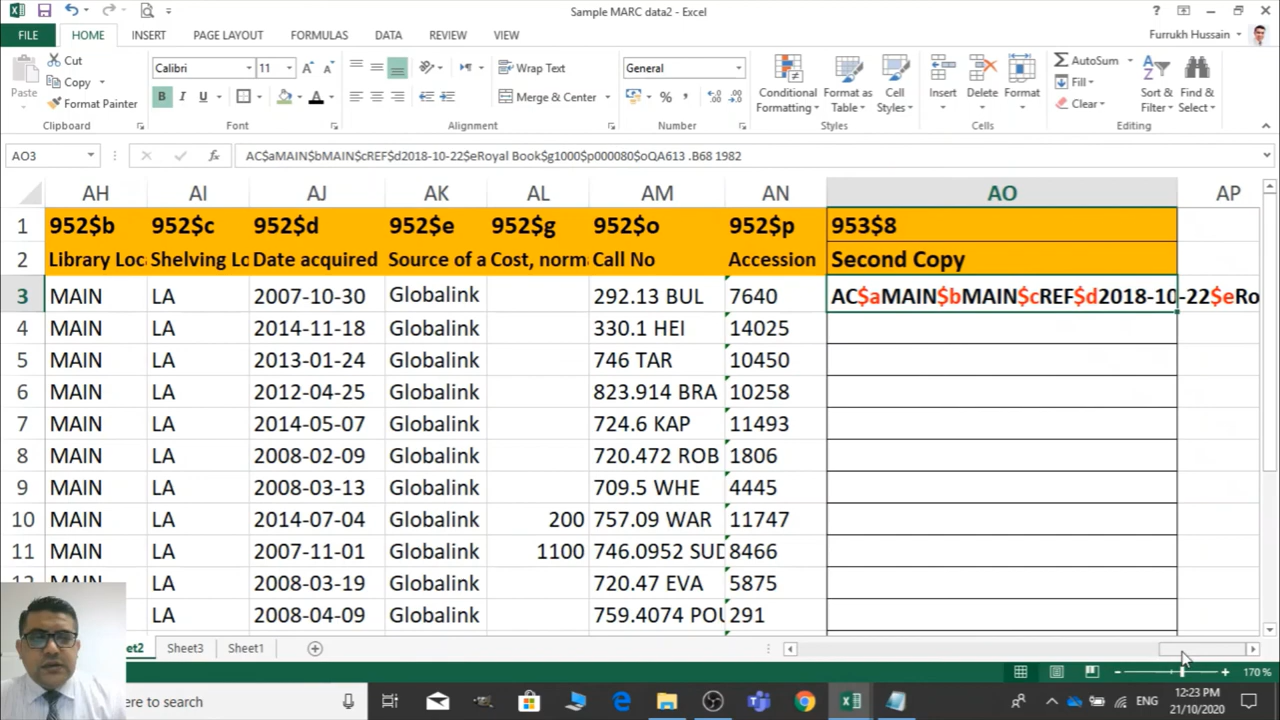 Sample MARC data2 - Excel
FILE HOME INSERT PAGE LAYOUT FORMULAS DATA REVIEW VIEW Furrukh Hussain
Paste Cut Copy Format Painter Clipboard
Calibri 11 B I U A Font
Wrap Text Merge & Center Alignment
General % , Number
Conditional Formatting Format as Table Cell Styles Styles
Insert Delete Format Cells
AutoSum Fill Clear Sort & Filter Find & Select Editing
AO3 fx AC$aMAIN$bMAIN$cREF$d2018-10-22$eRoyal Book$g1000$p000080$oQA613 .B68 1982
AH AI AJ AK AL AM AN AO AP
1 952$b 952$c 952$d 952$e 952$g 952$o 952$p 953$8
2 Library Loc Shelving Lo Date acquired Source of a Cost, norm Call No Accession Second Copy
3 MAIN LA 2007-10-30 Globalink 292.13 BUL 7640 AC$aMAIN$bMAIN$cREF$d2018-10-22$eRo
4 MAIN LA 2014-11-18 Globalink 330.1 HEI 14025
5 MAIN LA 2013-01-24 Globalink 746 TAR 10450
6 MAIN LA 2012-04-25 Globalink 823.914 BRA 10258
7 MAIN LA 2014-05-07 Globalink 724.6 KAP 11493
8 MAIN LA 2008-02-09 Globalink 720.472 ROB 1806
9 MAIN LA 2008-03-13 Globalink 709.5 WHE 4445
10 MAIN LA 2014-07-04 Globalink 200 757.09 WAR 11747
11 MAIN LA 2007-11-01 Globalink 1100 746.0952 SUD 8466
12 MAIN LA 2008-03-19 Globalink 720.47 EVA 5875
LA 2008-04-09 Globalink 759.4074 POU 291
et2 Sheet3 Sheet1
170 %
here to search ENG 12:23 PM
21/10/2020